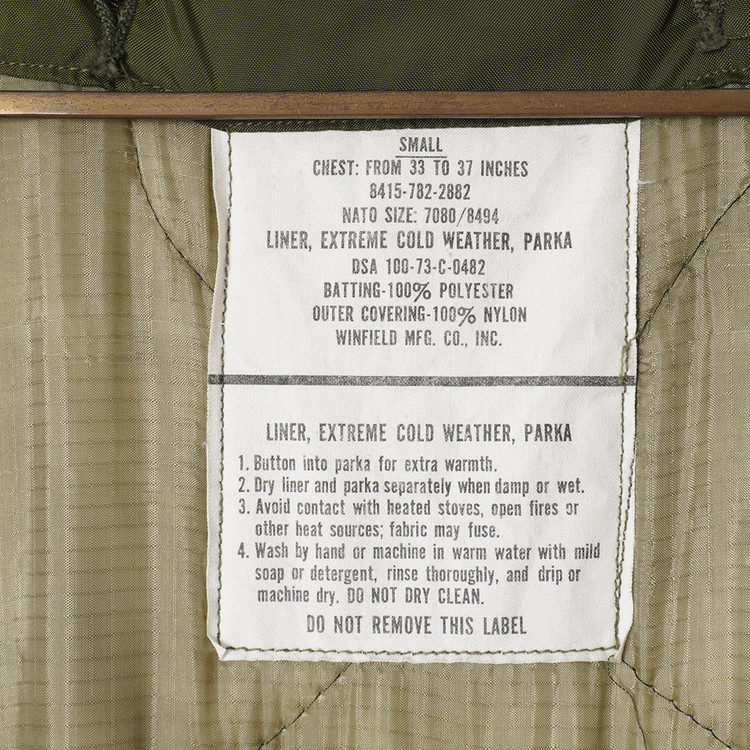 SMALL
CHEST: FROM 33 TO 37 INCHES
8415-782-2882
NATO SIZE: 7080/8494
LINER, EXTREME COLD WEATHER, PARKA
DSA 100-73-C-0482
BATTING-100% POLYESTER
OUTER COVERING-100% NYLON
WINFIELD MFG. CO., INC.
LINER, EXTREME COLD WEATHER, PARKA
1. Button into parka for extra warmth.
2. Dry liner and parka separately when damp or wet.
3. Avoid contact with heated stoves, open fires or
other heat sources; fabric may fuse.
4. Wash by hand or machine in warm water with mild
soap or detergent, rinse thoroughly, and drip or
machine dry. DO NOT DRY CLEAN.
DO NOT REMOVE THIS LABEL